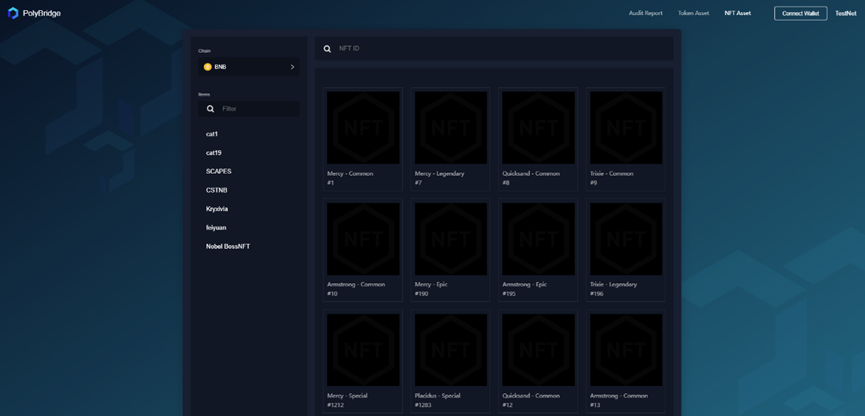 PolyBridge
Audit Report
Token Asset
NFT Asset
Connect Wallet
TestNet
Chain
BNB
Items
Filter
cat1
cat19
SCAPES
CSTNB
Kryxivia
feiyuan
Nobel BossNFT
NFT ID
NFT NFT NFT NFT
Mercy - Common Mercy - Legendary Quicksand - Common Trixie - Common
#1 #7 #8 #9
NFT NFT NFT NFT
Armstrong - Common Mercy - Epic Armstrong - Epic Trixie - Legendary
#10 #190 #195 #196
NFT NFT NFT NFT
Mercy - Special Placidus - Special Quicksand - Common Armstrong - Common
#1212 #1283 #12 #13